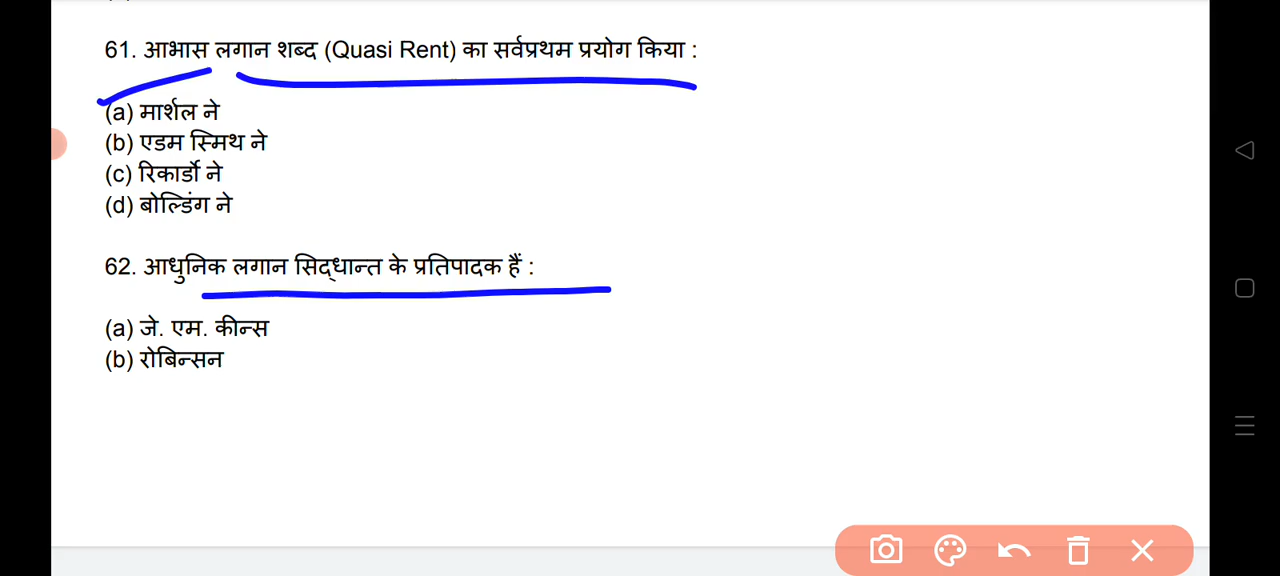 61. आभास लगान शब्द (Quasi Rent) का सर्वप्रथम प्रयोग किया :
(a) मार्शल ने
(b) एडम स्मिथ ने
(c) रिकार्डो ने
(d) बोल्डिंग ने
62. आधुनिक लगान सिद्धान्त के प्रतिपादक हैं :
(a) जे. एम. कीन्स
(b) रोबिन्सन